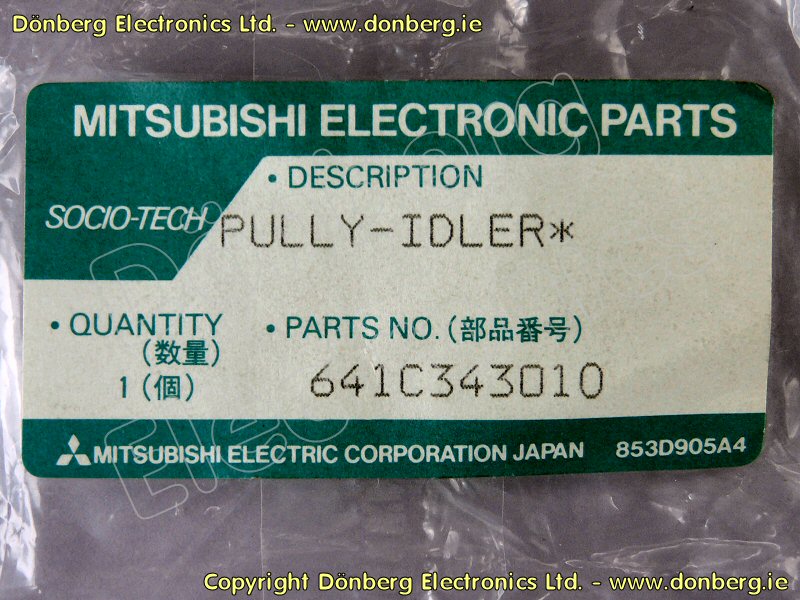 Dönberg Electronics Ltd. - www.donberg.ie
MITSUBISHI ELECTRONIC PARTS
• DESCRIPTION
SOCIO-TECH PULLY-IDLER*
• QUANTITY • PARTS NO. (部品番号)
(数量)
1 (個) 641C343010
MITSUBISHI ELECTRIC CORPORATION JAPAN 853D905A4
Copyright Dönberg Electronics Ltd. - www.donberg.ie